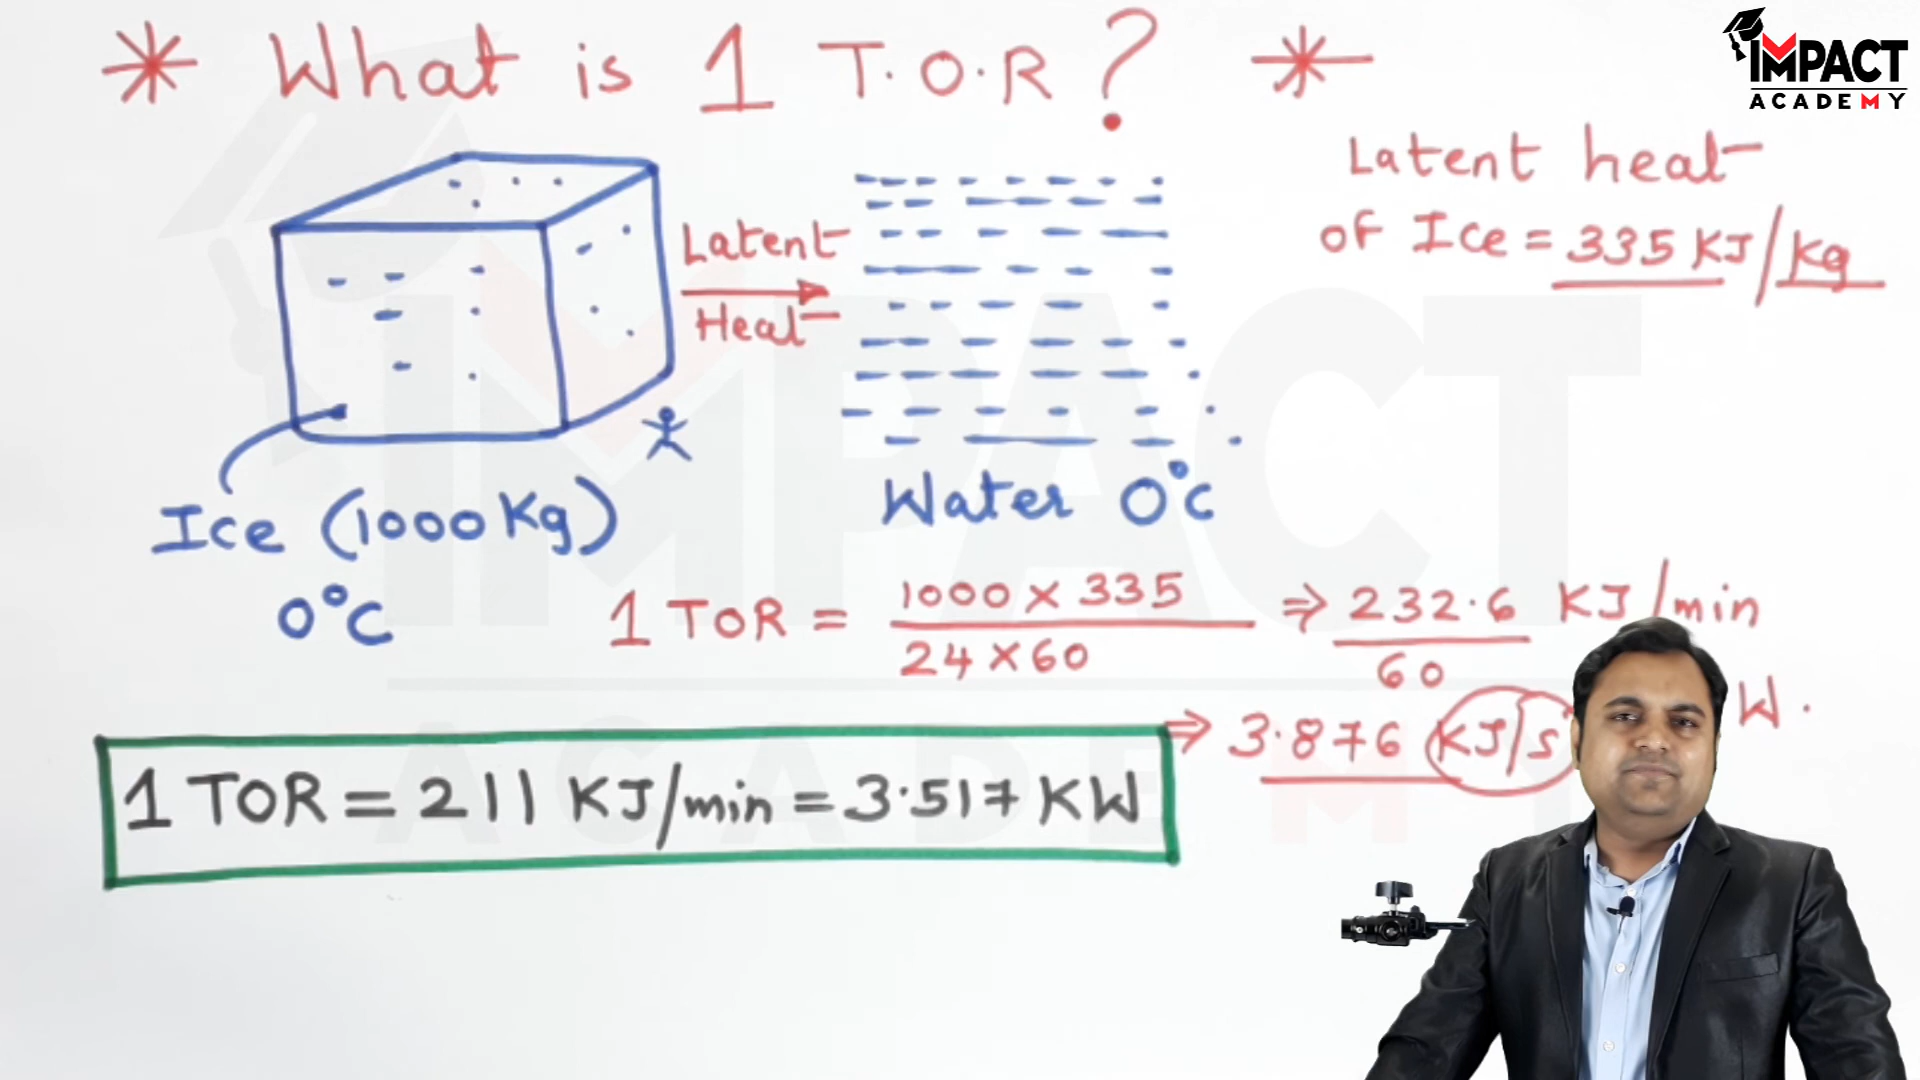 * What is 1 T.O.R? *
IMPACT
ACADEMY
Latent heat
of Ice = 335 KJ/Kg
Latent
Heat
Ice (1000 Kg)
0°C
Water 0°C
1 TOR = 1000 × 335 / 24 × 60 ⇒ 232.6 KJ/min / 60
⇒ 3.876 KJ/s W.
1 TOR = 211 KJ/min = 3.517 KW
IMPACT
ACADEMY